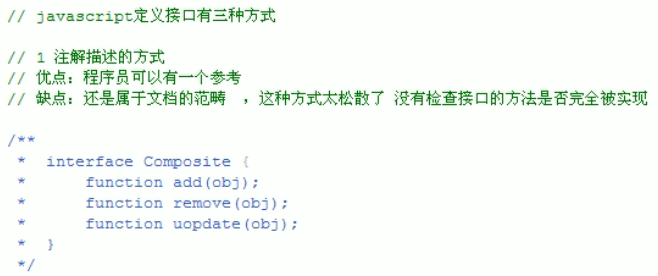 // javascript定义接口有三种方式
// 1 注解描述的方式
// 优点：程序员可以有一个参考
// 缺点：还是属于文档的范畴 ，这种方式太松散了 没有检查接口的方法是否完全被实现
/**
 * interface Composite {
 *     function add(obj);
 *     function remove(obj);
 *     function uopdate(obj);
 * }
 */